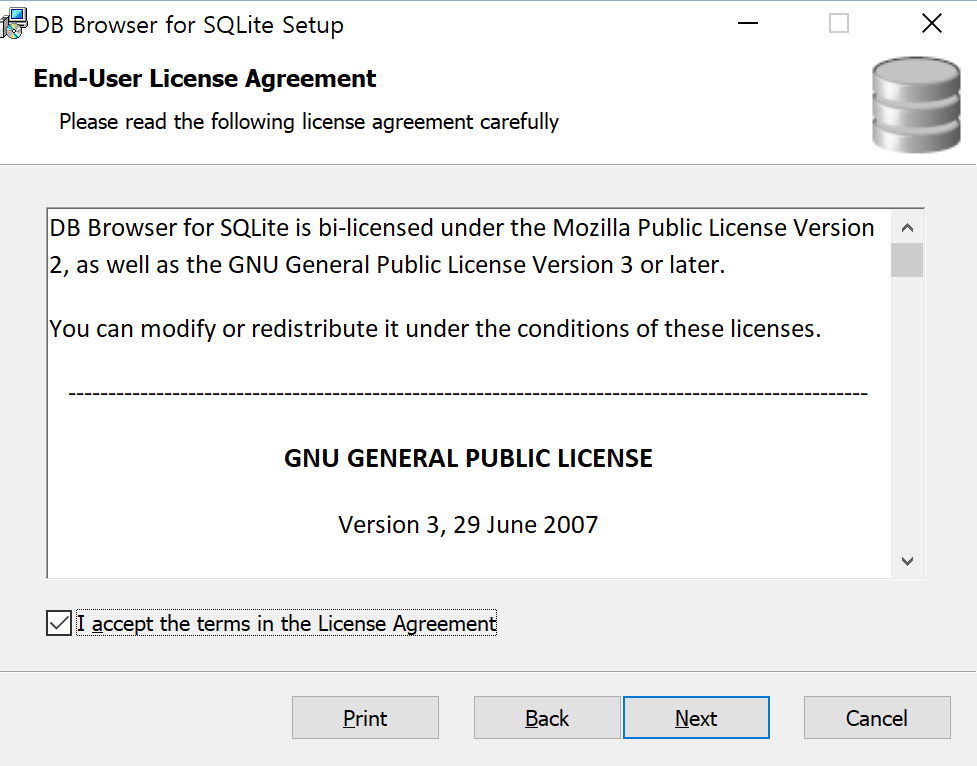 DB Browser for SQLite Setup
End-User License Agreement
Please read the following license agreement carefully
DB Browser for SQLite is bi-licensed under the Mozilla Public License Version
2, as well as the GNU General Public License Version 3 or later.
You can modify or redistribute it under the conditions of these licenses.
----------------------------------------------------------------------------------------------------
GNU GENERAL PUBLIC LICENSE
Version 3, 29 June 2007
I accept the terms in the License Agreement
Print Back Next Cancel